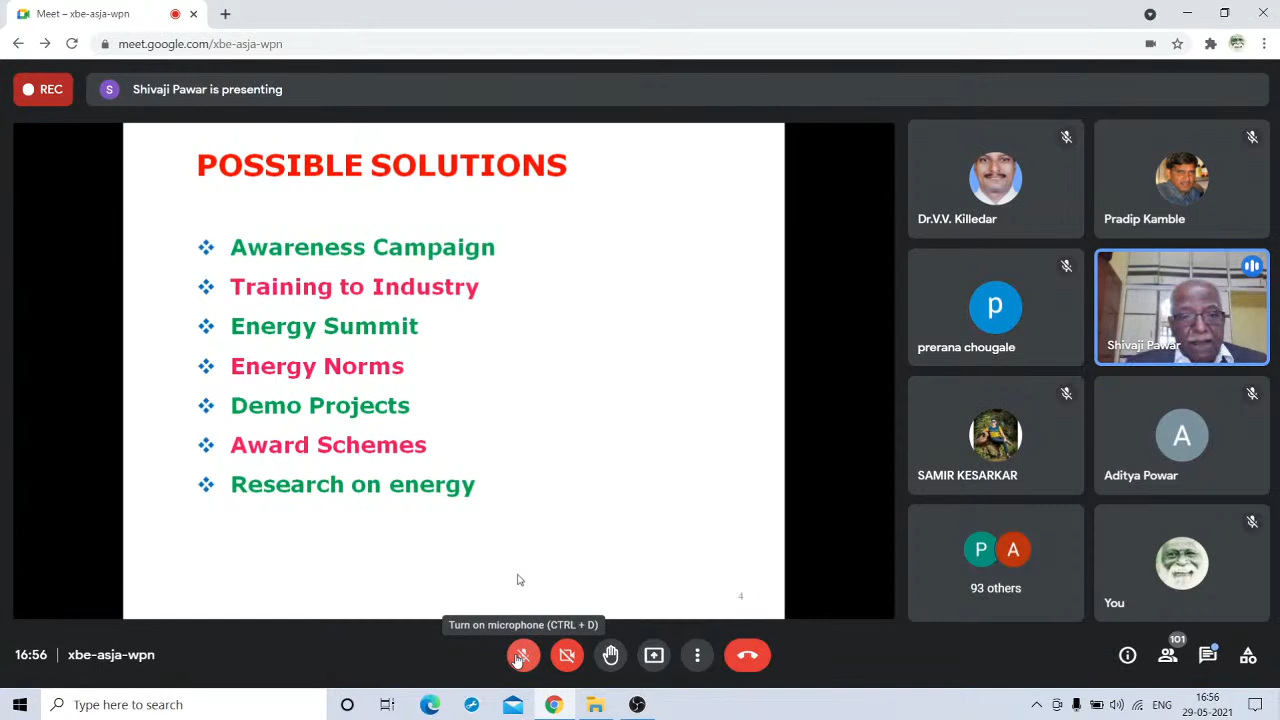 Meet – xbe-asja-wpn
meet.google.com/xbe-asja-wpn
REC
S
Shivaji Pawar is presenting
POSSIBLE SOLUTIONS
Awareness Campaign
Training to Industry
Energy Summit
Energy Norms
Demo Projects
Award Schemes
Research on energy
4
Dr.V.V. Killedar
Pradip Kamble
p
prerana chougale
Shivaji Pawar
SAMIR KESARKAR
A
Aditya Powar
P A
93 others
You
Turn on microphone (CTRL + D)
16:56 | xbe-asja-wpn
101
Type here to search
ENG
16:56
29-05-2021